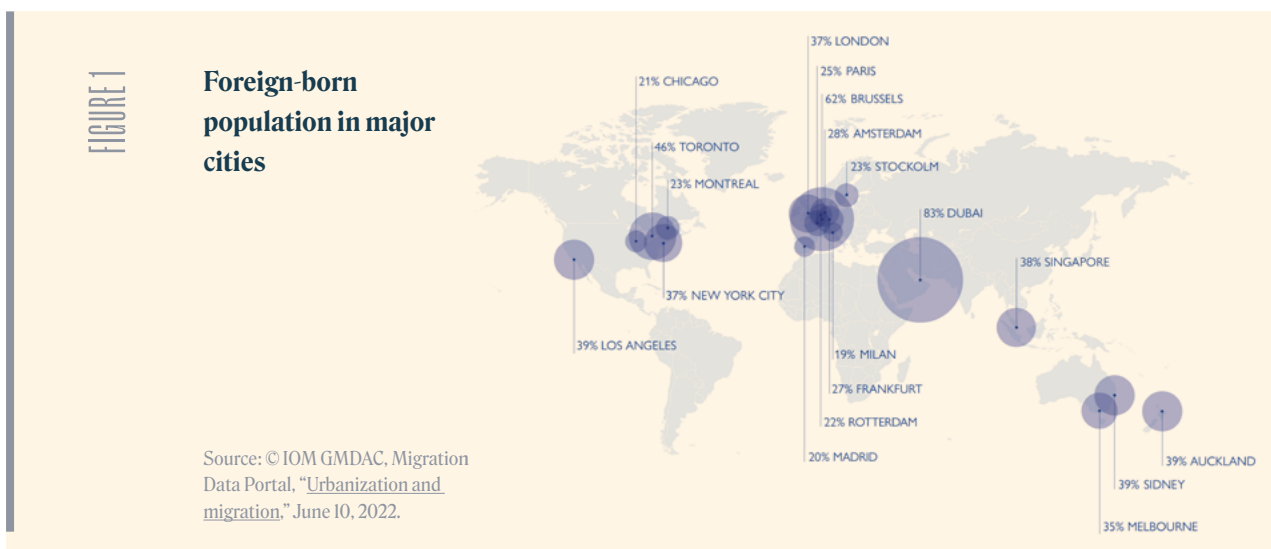 FIGURE 1
Foreign-born
population in major
cities
Source: © IOM GMDAC, Migration
Data Portal, “Urbanization and
migration,” June 10, 2022.
37% LONDON
25% PARIS
21% CHICAGO
62% BRUSSELS
28% AMSTERDAM
46% TORONTO
23% STOCKOLM
23% MONTREAL
83% DUBAI
38% SINGAPORE
37% NEW YORK CITY
39% LOS ANGELES
19% MILAN
27% FRANKFURT
22% ROTTERDAM
20% MADRID
39% AUCKLAND
39% SIDNEY
35% MELBOURNE